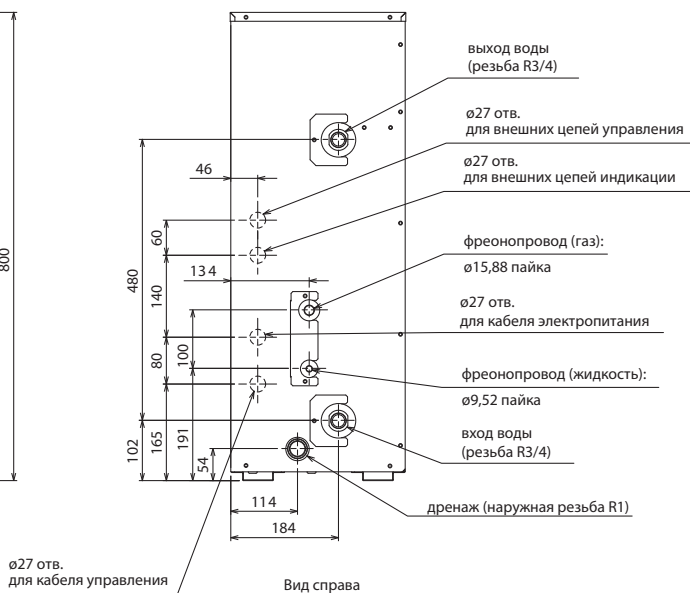 выход воды
(резьба R3/4)
ø27 отв.
для внешних цепей управления
ø27 отв.
для внешних цепей индикации
фреонопровод (газ):
ø15,88 пайка
ø27 отв.
для кабеля электропитания
фреонопровод (жидкость):
ø9,52 пайка
вход воды
(резьба R3/4)
дренаж (наружная резьба R1)
800
46
60
480
134
140
100
80
102
165
191
54
114
184
ø27 отв.
для кабеля управления
Вид справа